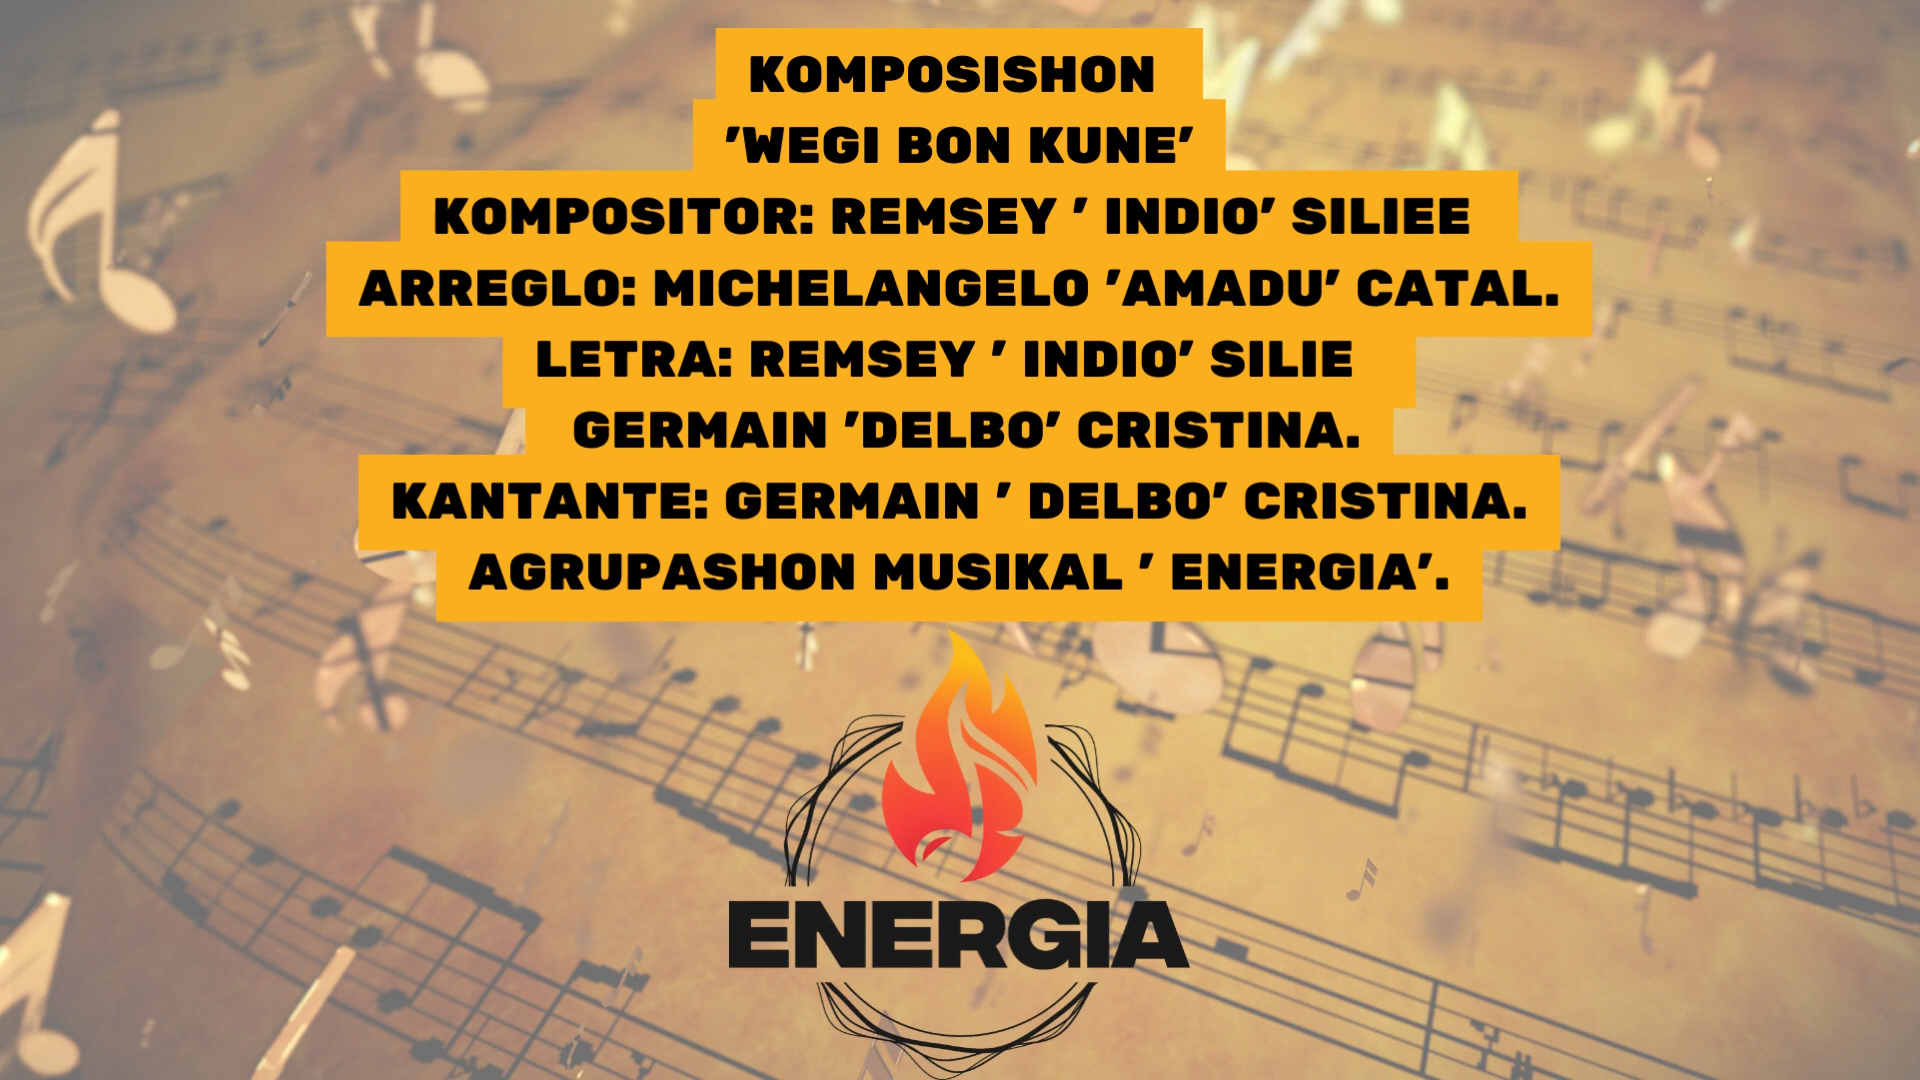 KOMPOSISHON
'WEGI BON KUNE'
KOMPOSITOR: REMSEY ' INDIO' SILIEE
ARREGLO: MICHELANGELO 'AMADU' CATAL.
LETRA: REMSEY ' INDIO' SILIE
GERMAIN 'DELBO' CRISTINA.
KANTANTE: GERMAIN ' DELBO' CRISTINA.
AGRUPASHON MUSIKAL ' ENERGIA'.
ENERGIA